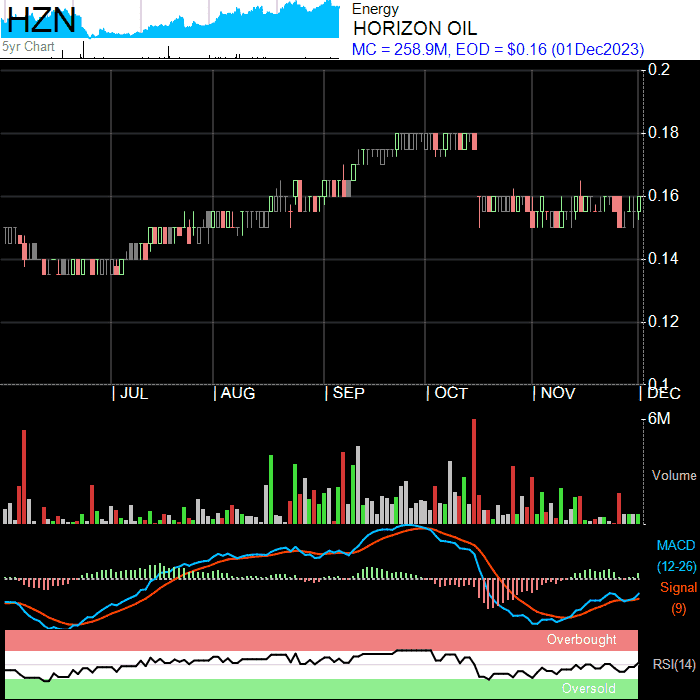 HZN
5yr Chart
Energy
HORIZON OIL
MC = 258.9M, EOD = $0.16 (01Dec2023)
0.2
0.18
0.16
0.14
0.12
0.1
JUL AUG SEP OCT NOV DEC
6M
Volume
MACD
(12-26)
Signal
(9)
Overbought
RSI(14)
Oversold